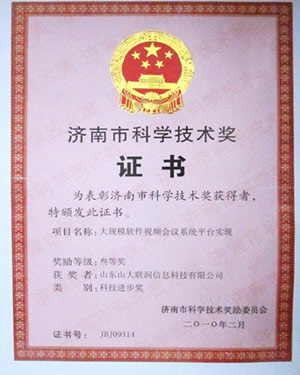 济南市科学技术奖
证书
为表彰济南市科学技术奖获得者，
特颁发此证书。
项目名称：大规模软件视频会议系统平台实现
奖励等级：叁等奖
获奖者：山东山大联润信息科技有限公司
类别：科技进步奖
济南市科学技术奖励委员会
二〇一〇年二月
证书号： JBJ09314